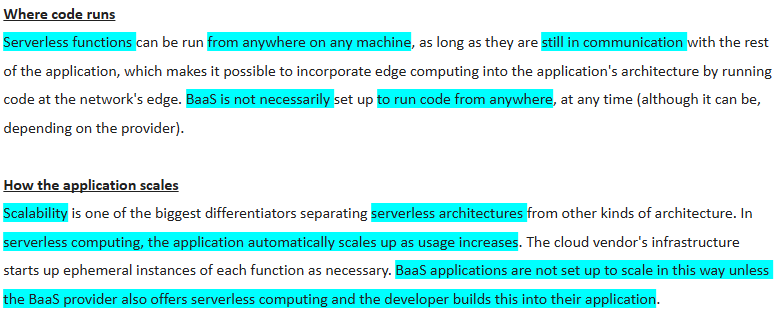 Where code runs
Serverless functions can be run from anywhere on any machine, as long as they are still in communication with the rest
of the application, which makes it possible to incorporate edge computing into the application's architecture by running
code at the network's edge. BaaS is not necessarily set up to run code from anywhere, at any time (although it can be,
depending on the provider).
How the application scales
Scalability is one of the biggest differentiators separating serverless architectures from other kinds of architecture. In
serverless computing, the application automatically scales up as usage increases. The cloud vendor's infrastructure
starts up ephemeral instances of each function as necessary. BaaS applications are not set up to scale in this way unless
the BaaS provider also offers serverless computing and the developer builds this into their application.